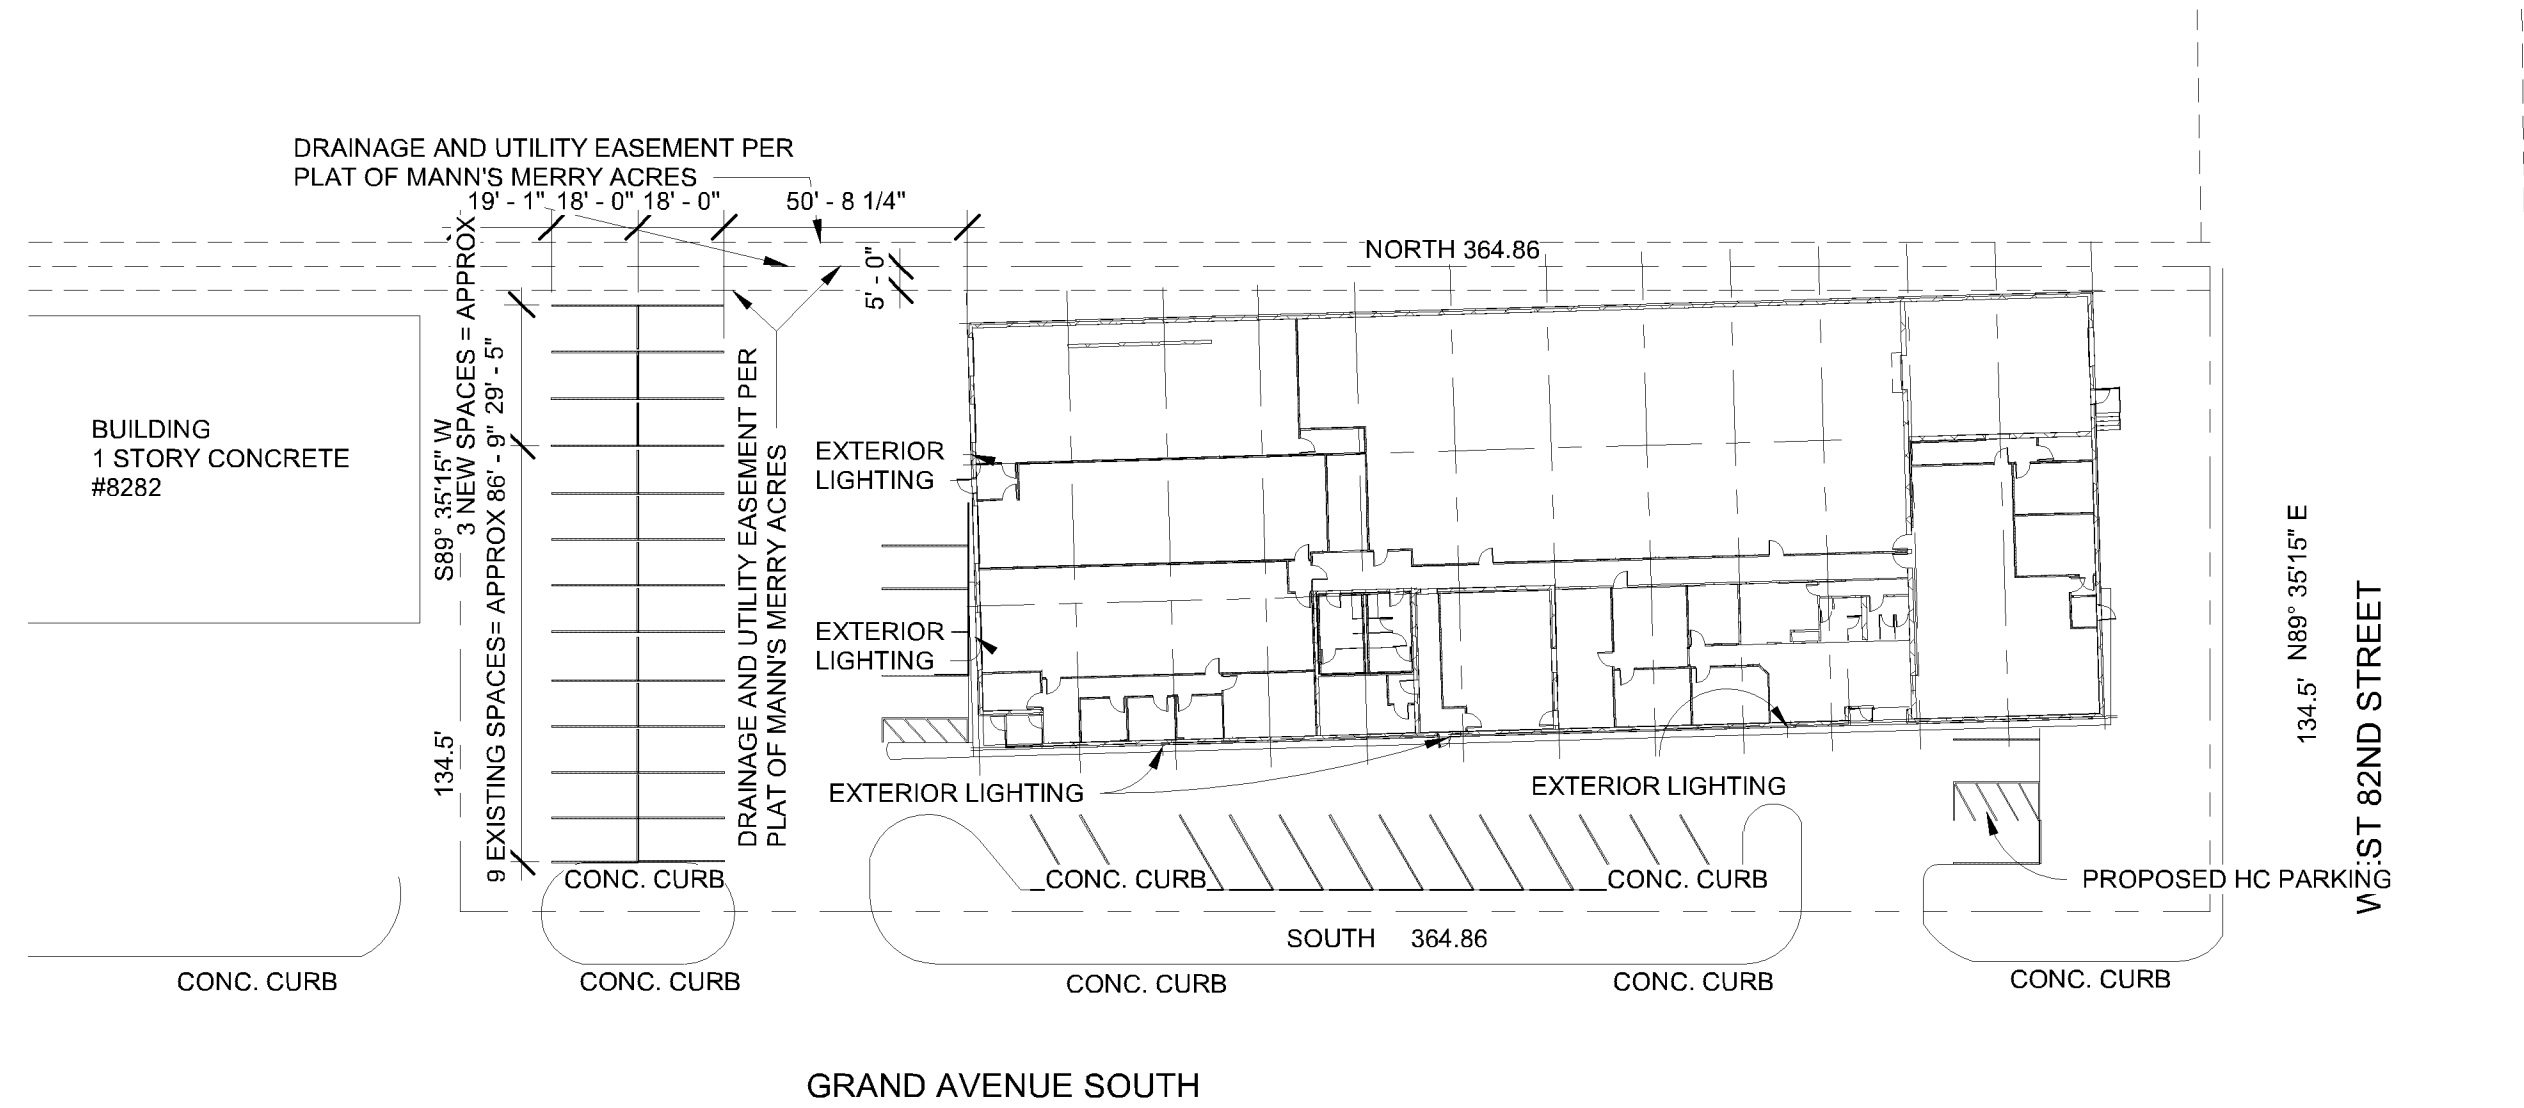 DRAINAGE AND UTILITY EASEMENT PER
PLAT OF MANN'S MERRY ACRES
19' - 1"
18' - 0"
18' - 0"
50' - 8 1/4"
5' - 0"
NORTH 364.86
BUILDING
1 STORY CONCRETE
#8282
S89° 35'15" W
134.5'
3 NEW SPACES = APPROX
29' - 5"
9 EXISTING SPACES= APPROX 86' - 9"
DRAINAGE AND UTILITY EASEMENT PER
PLAT OF MANN'S MERRY ACRES
EXTERIOR
LIGHTING
EXTERIOR
LIGHTING
EXTERIOR LIGHTING
EXTERIOR LIGHTING
N89° 35'15" E
134.5'
WEST 82ND STREET
CONC. CURB
CONC. CURB
CONC. CURB
PROPOSED HC PARKING
SOUTH 364.86
CONC. CURB
CONC. CURB
CONC. CURB
CONC. CURB
CONC. CURB
GRAND AVENUE SOUTH